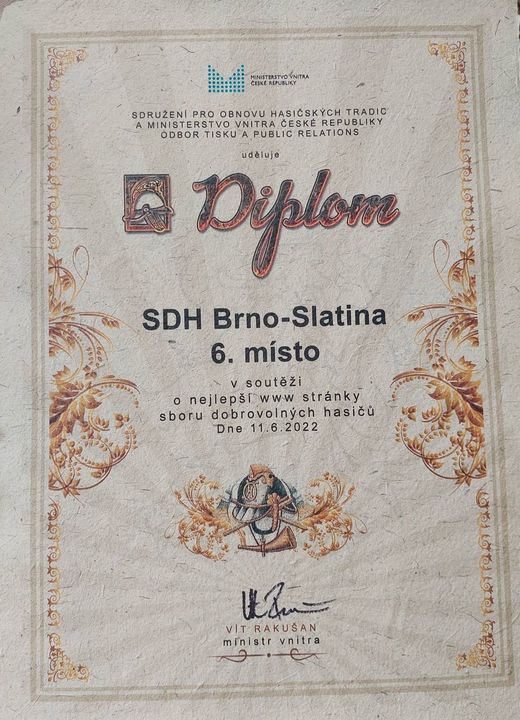 MINISTERSTVO VNITRA
ČESKÉ REPUBLIKY
SDRUŽENÍ PRO OBNOVU HASIČSKÝCH TRADIC
A MINISTERSTVO VNITRA ČESKÉ REPUBLIKY
ODBOR TISKU A PUBLIC RELATIONS
uděluje
Diplom
SDH Brno-Slatina
6. místo
v soutěži
o nejlepší www stránky
sboru dobrovolných hasičů
Dne 11.6.2022
VÍT RAKUŠAN
ministr vnitra